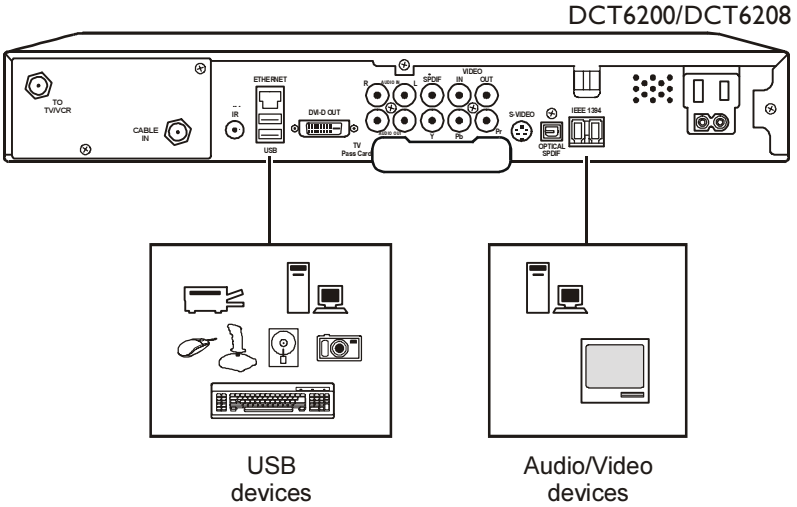 DCT6200/DCT6208
TO
TV/VCR
CABLE
IN
IR
ETHERNET
USB
DVI-D OUT
TV
Pass Card
R
AUDIO IN
L
SPDIF
VIDEO
IN
OUT
AUDIO OUT
Y
Pb
Pr
S-VIDEO
OPTICAL
SPDIF
IEEE 1394
USB
devices
Audio/Video
devices